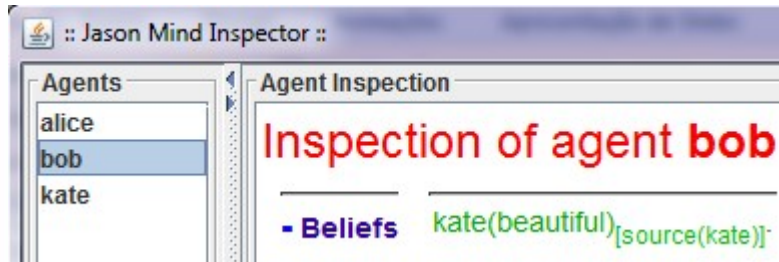 :: Jason Mind Inspector ::
Agents
alice
bob
kate
Agent Inspection
Inspection of agent bob
- Beliefs kate(beautiful)[source(kate)].